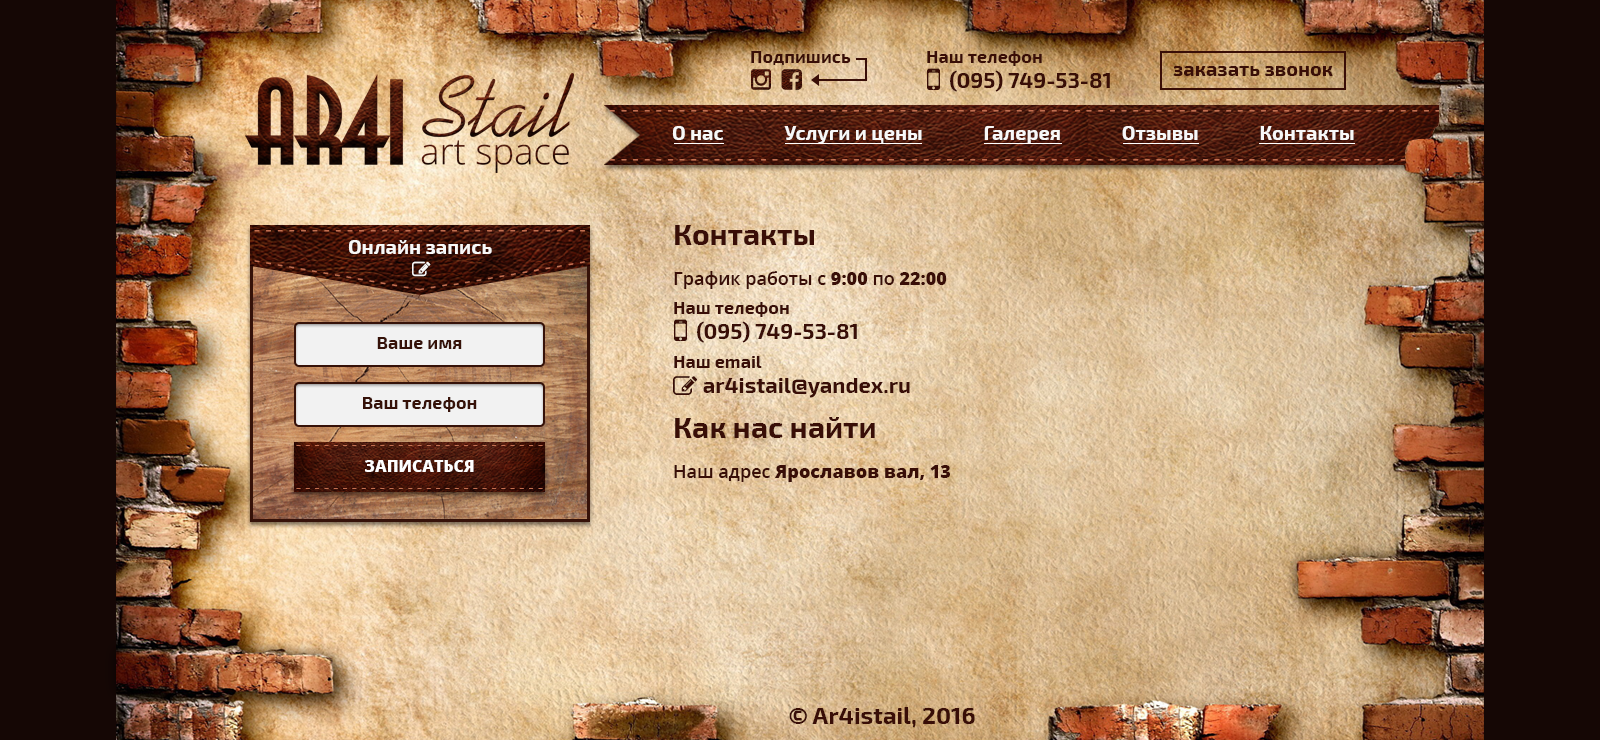 AR4I Stail
art space
Подпишись
Наш телефон
(095) 749-53-81
заказать звонок
О нас
Услуги и цены
Галерея
Отзывы
Контакты
Онлайн запись
Ваше имя
Ваш телефон
ЗАПИСАТЬСЯ
Контакты
График работы с 9:00 по 22:00
Наш телефон
(095) 749-53-81
Наш email
ar4istail@yandex.ru
Как нас найти
Наш адрес Ярославов вал, 13
© Ar4istail, 2016